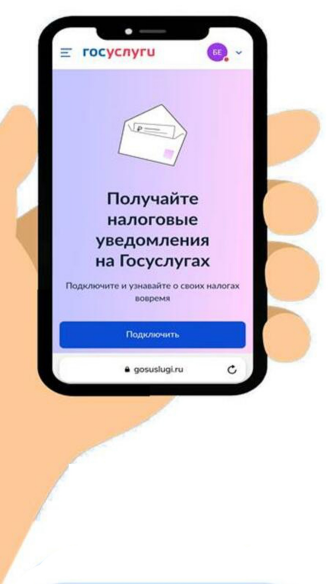 госуслуги
БЕ
Получайте
налоговые
уведомления
на Госуслугах
Подключите и узнавайте о своих налогах
вовремя
Подключить
gosuslugi.ru